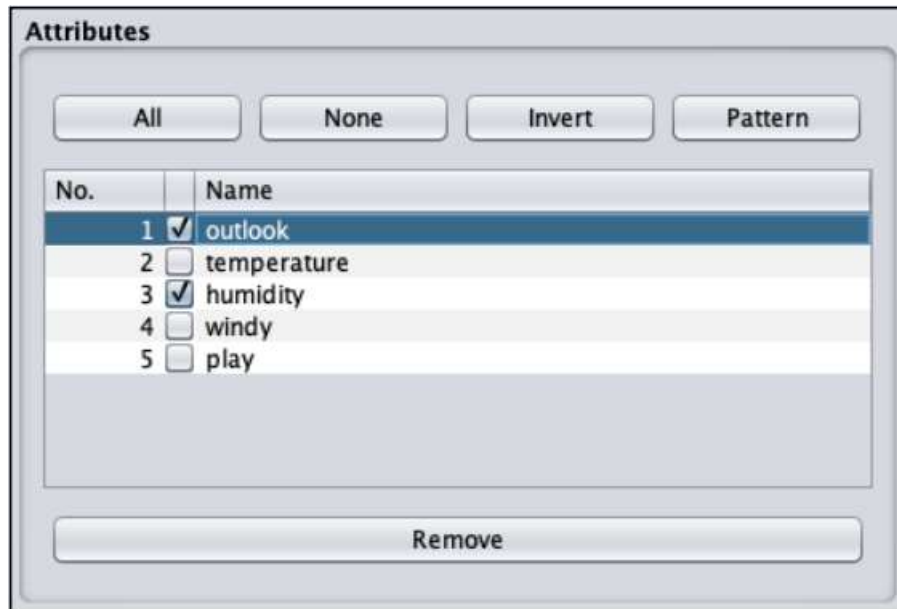 Attributes
All None Invert Pattern
No. Name
1 outlook
2 temperature
3 humidity
4 windy
5 play
Remove